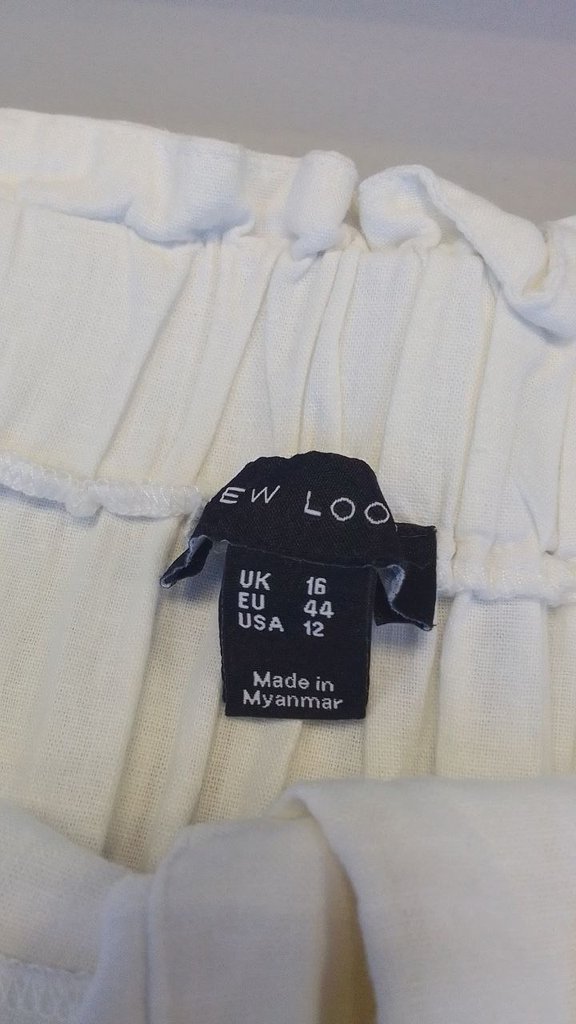 EW LOO
UK 16
EU 44
USA 12
Made in
Myanmar